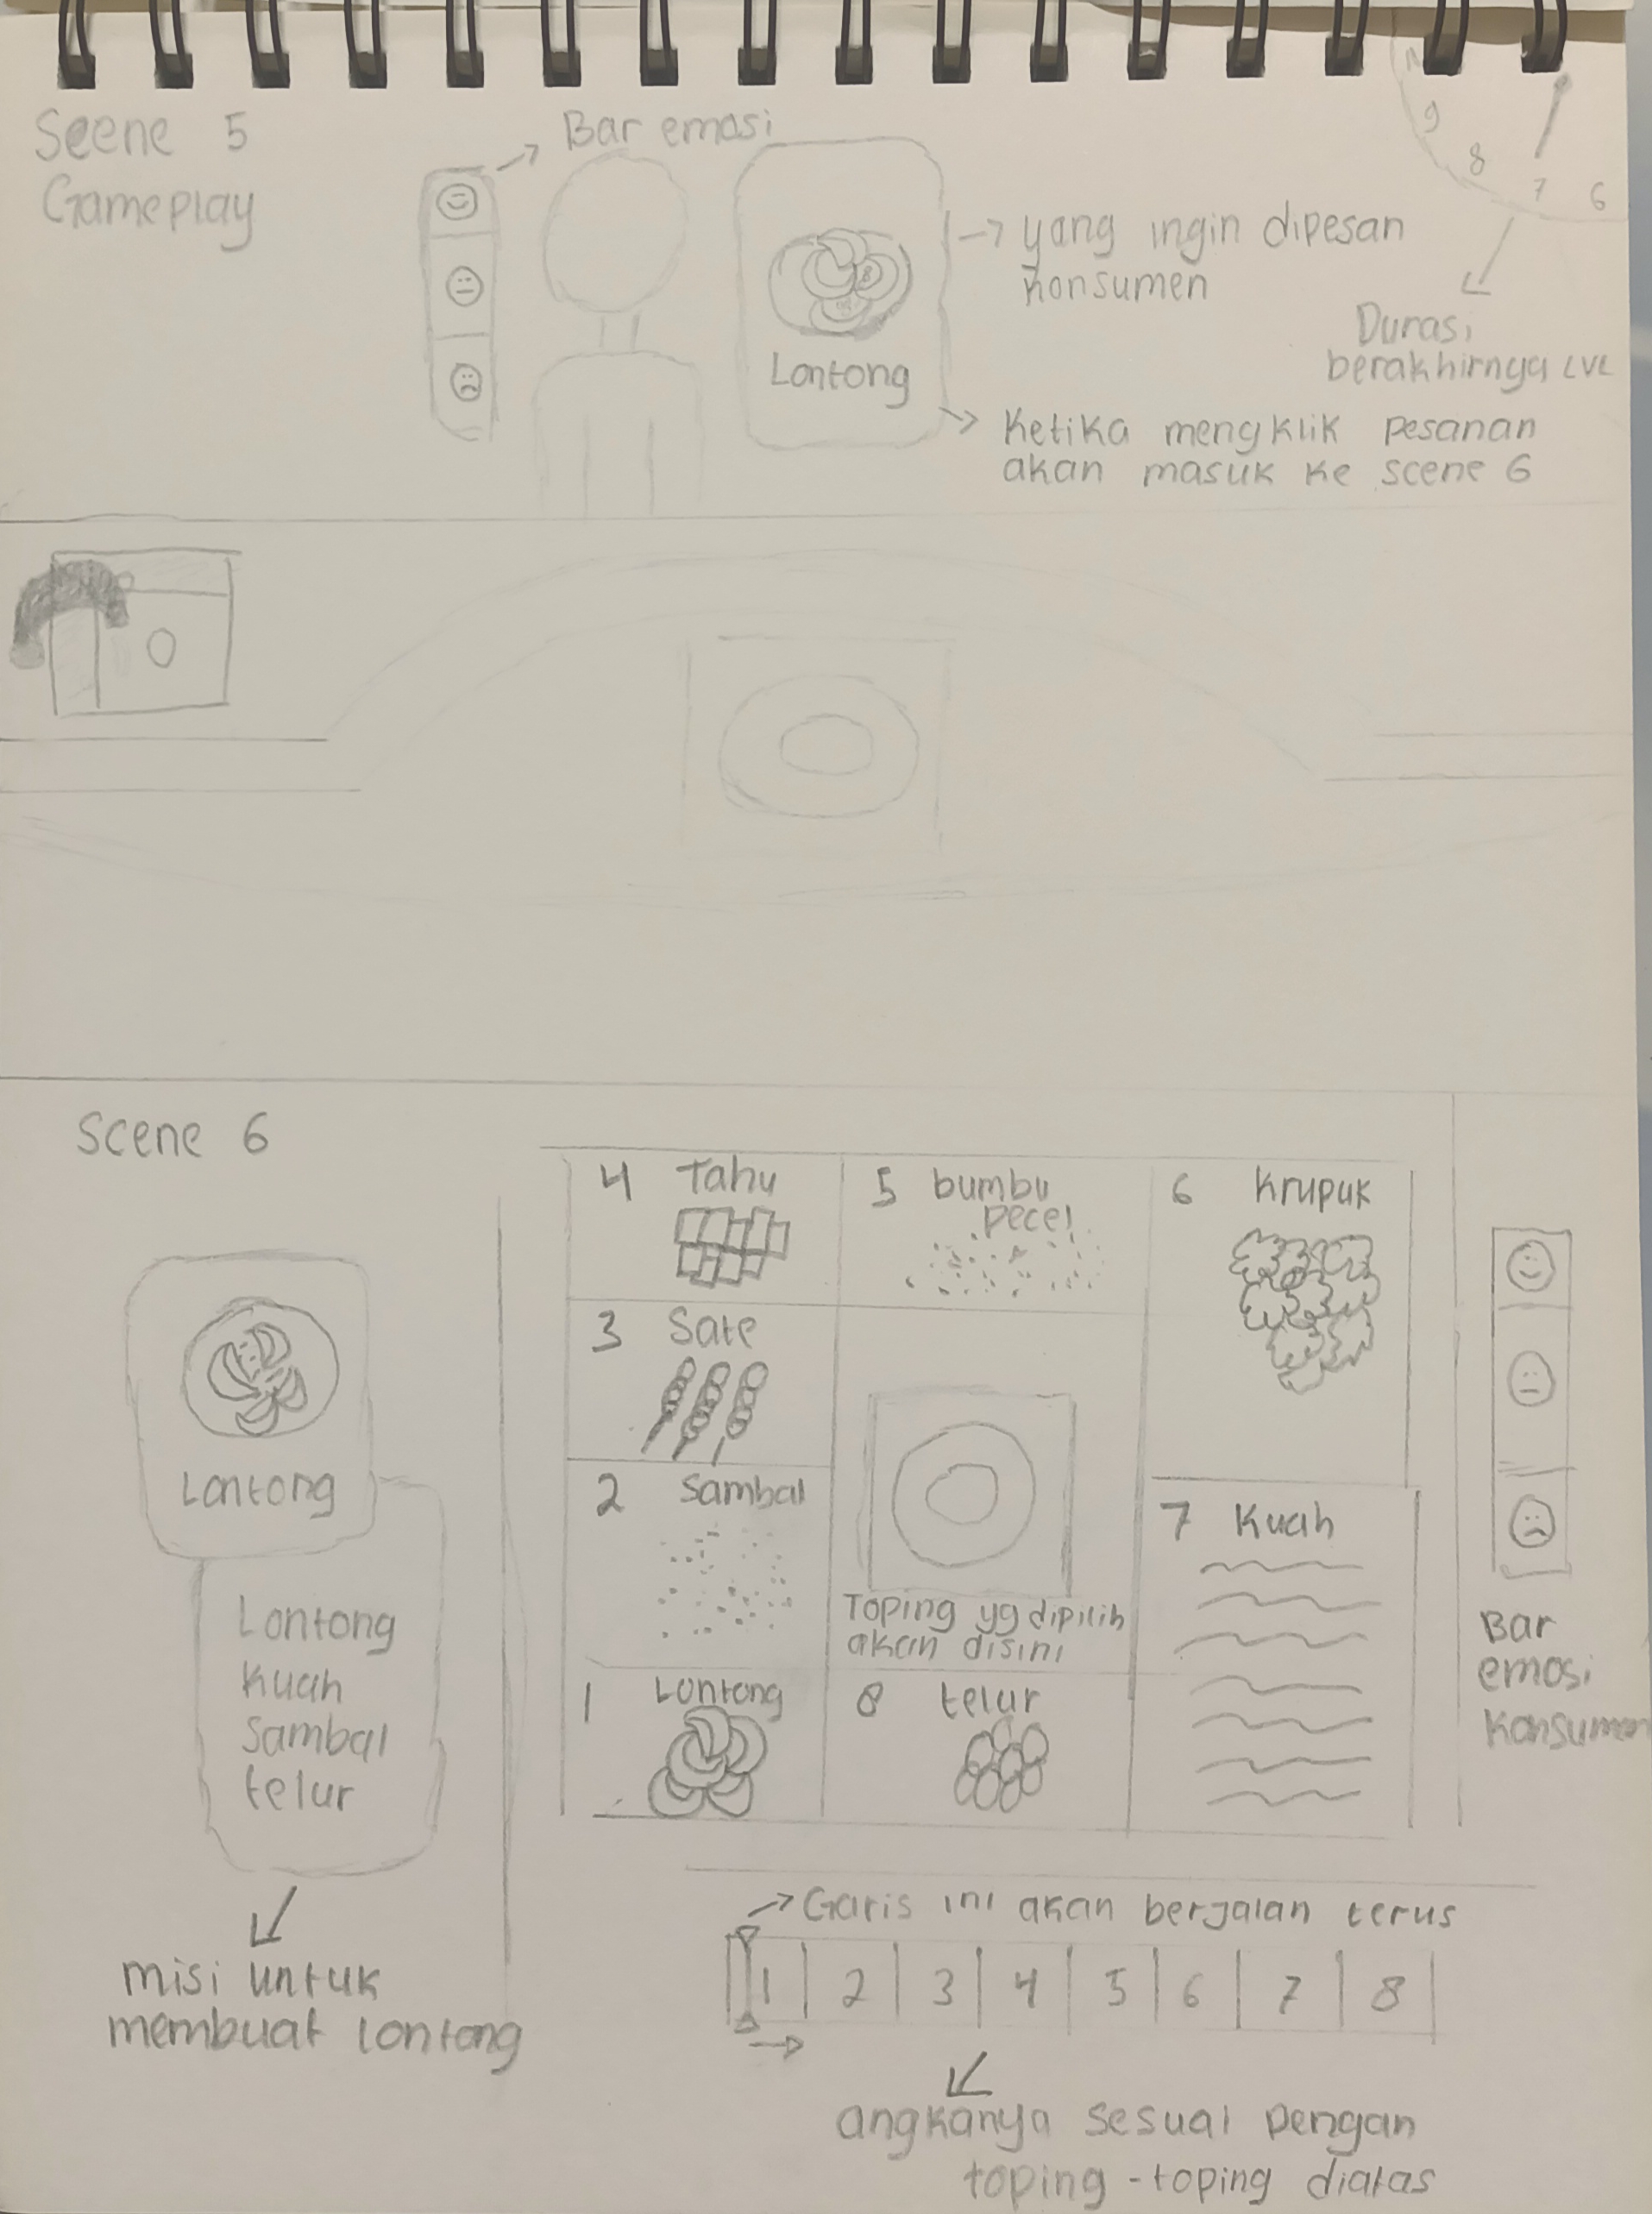 Scene 5
Gameplay
Bar emosi
Lontong
yang ingin dipesan
konsumen
9
8
7
6
Durasi
berakhirnya LVL
Ketika mengklik pesanan
akan masuk ke scene 6
Scene 6
Lontong
Lontong
Kuah
Sambal
telur
misi untuk
membuat lontong
4 Tahu
5 bumbu
pecel
6 Krupuk
3 Sate
2 Sambal
Toping yg dipilih
akan disini
7 Kuah
1 Lontong
8 telur
Bar
emosi
Konsumen
Garis ini akan berjalan terus
1 2 3 4 5 6 7 8
angkanya sesuai pengan
toping-toping diatas